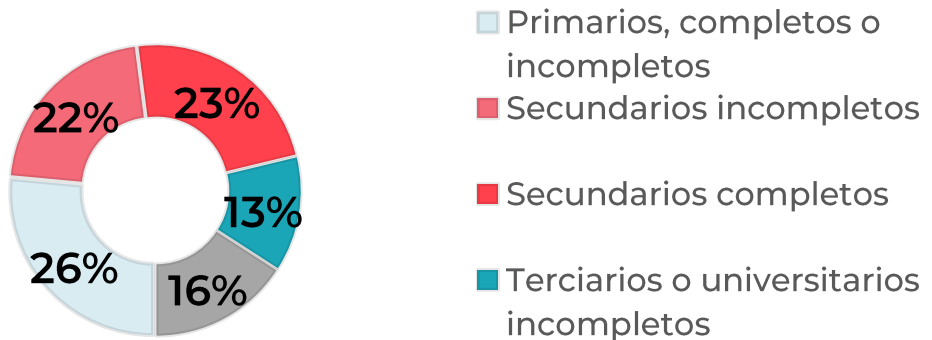 Primarios, completos o
incompletos
22%
23%
Secundarios incompletos
Secundarios completos
13%
26%
16%
Terciarios o universitarios
incompletos